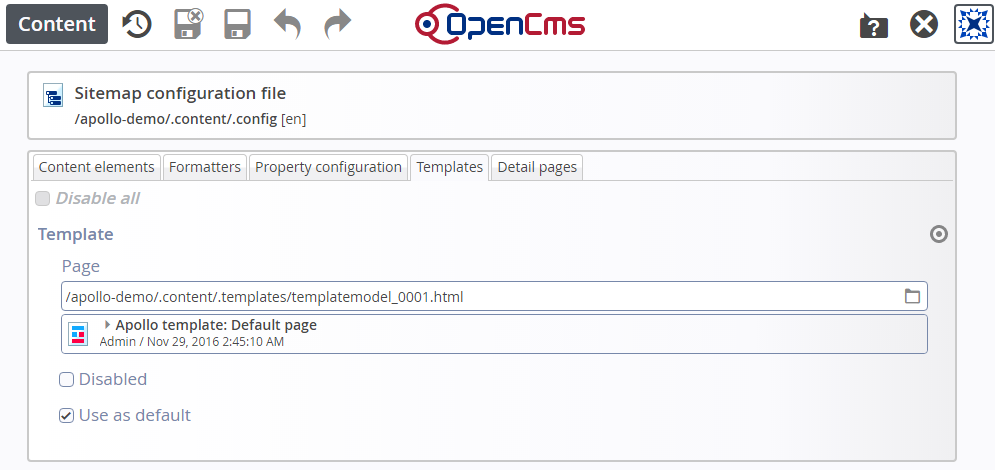 Content
OpenCms
Sitemap configuration file
/apollo-demo/.content/.config [en]
Content elements Formatters Property configuration Templates Detail pages
Disable all
Template
Page
/apollo-demo/.content/.templates/templatemodel_0001.html
Apollo template: Default page
Admin / Nov 29, 2016 2:45:10 AM
Disabled
Use as default